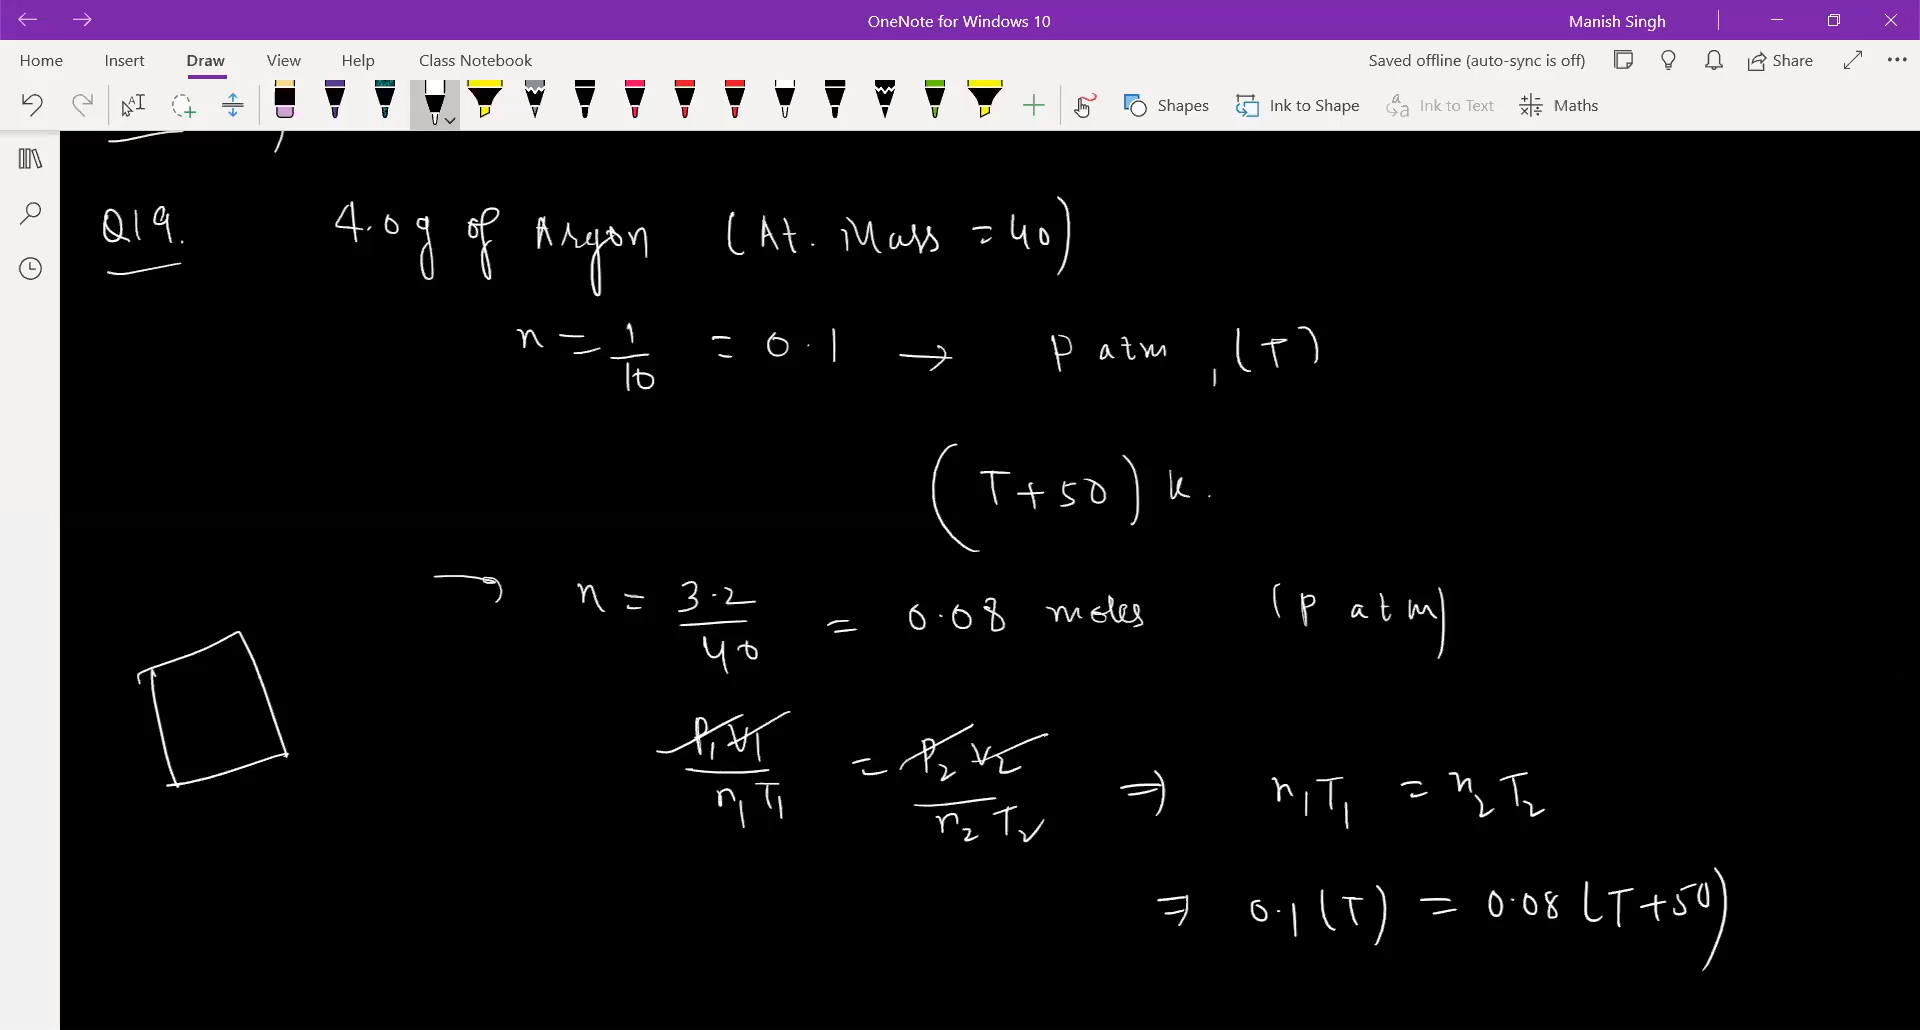 OneNote for Windows 10
Manish Singh
Home Insert Draw View Help Class Notebook
Saved offline (auto-sync is off) Share
Shapes Ink to Shape Ink to Text Maths
Q19. 4.0g of Argon (At. Mass = 40)
n = 1/10 = 0.1 → P atm, (T)
(T+50) K.
→ n = 3.2/40 = 0.08 moles (P atm)
P₁V₁/n₁T₁ = P₂V₂/n₂T₂ ⇒ n₁T₁ = n₂T₂
⇒ 0.1(T) = 0.08(T+50)